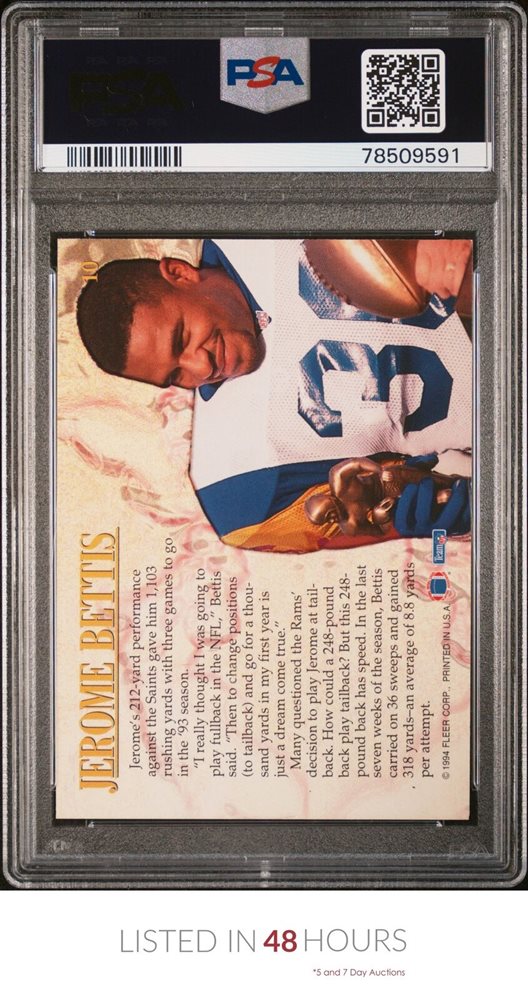 PSA
78509591
10
JEROME BETTIS
Jerome's 212-yard performance
against the Saints gave him 1,103
rushing yards with three games to go
in the '93 season.
"I really thought I was going to
play fullback in the NFL," Bettis
said. "Then to change positions
(to tailback) and go for a thou-
sand yards in my first year is
just a dream come true."
Many questioned the Rams'
decision to play Jerome at tail-
back. How could a 248-pound
back play tailback? But this 248-
pound back has speed. In the last
seven weeks of the season, Bettis
carried on 36 sweeps and gained
318 yards–an average of 8.8 yards
per attempt.
© 1994 FLEER CORP., PRINTED IN U.S.A.
Team NFL
36
LISTED IN 48 HOURS
*5 and 7 Day Auctions